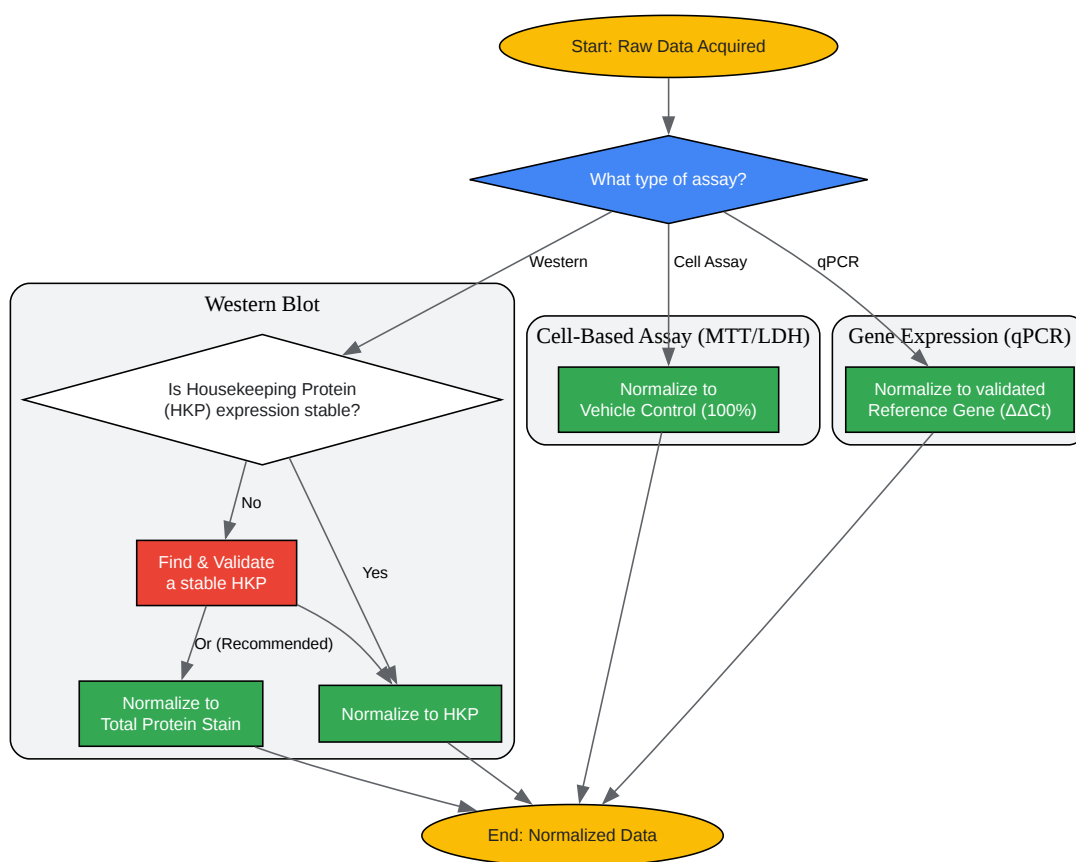 Start: Raw Data Acquired
What type of assay?
Western
Cell Assay
qPCR
Western Blot
Cell-Based Assay (MTT/LDH)
Gene Expression (qPCR)
Is Housekeeping Protein
(HKP) expression stable?
Normalize to
Vehicle Control (100%)
Normalize to validated
Reference Gene (ΔΔCt)
No
Yes
Find & Validate
a stable HKP
Or (Recommended)
Normalize to
Total Protein Stain
Normalize to HKP
End: Normalized Data